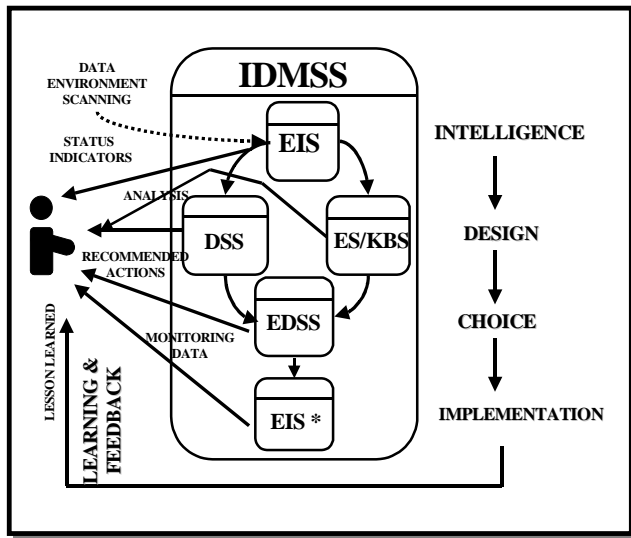 IDMSS
DATA
ENVIRONMENT
SCANNING
STATUS
INDICATORS
EIS
INTELLIGENCE
ANALYSIS
DSS
ES/KBS
DESIGN
RECOMMENDED
ACTIONS
EDSS
CHOICE
MONITORING
DATA
EIS *
IMPLEMENTATION
LESSON LEARNED
LEARNING &
FEEDBACK